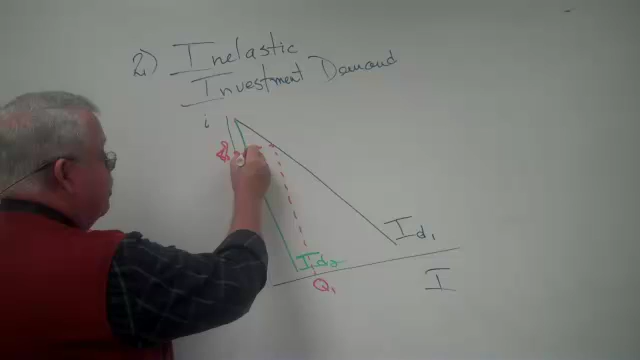 2.) Inelastic
Investment Demand
i
Id1
Id2
Q1
I